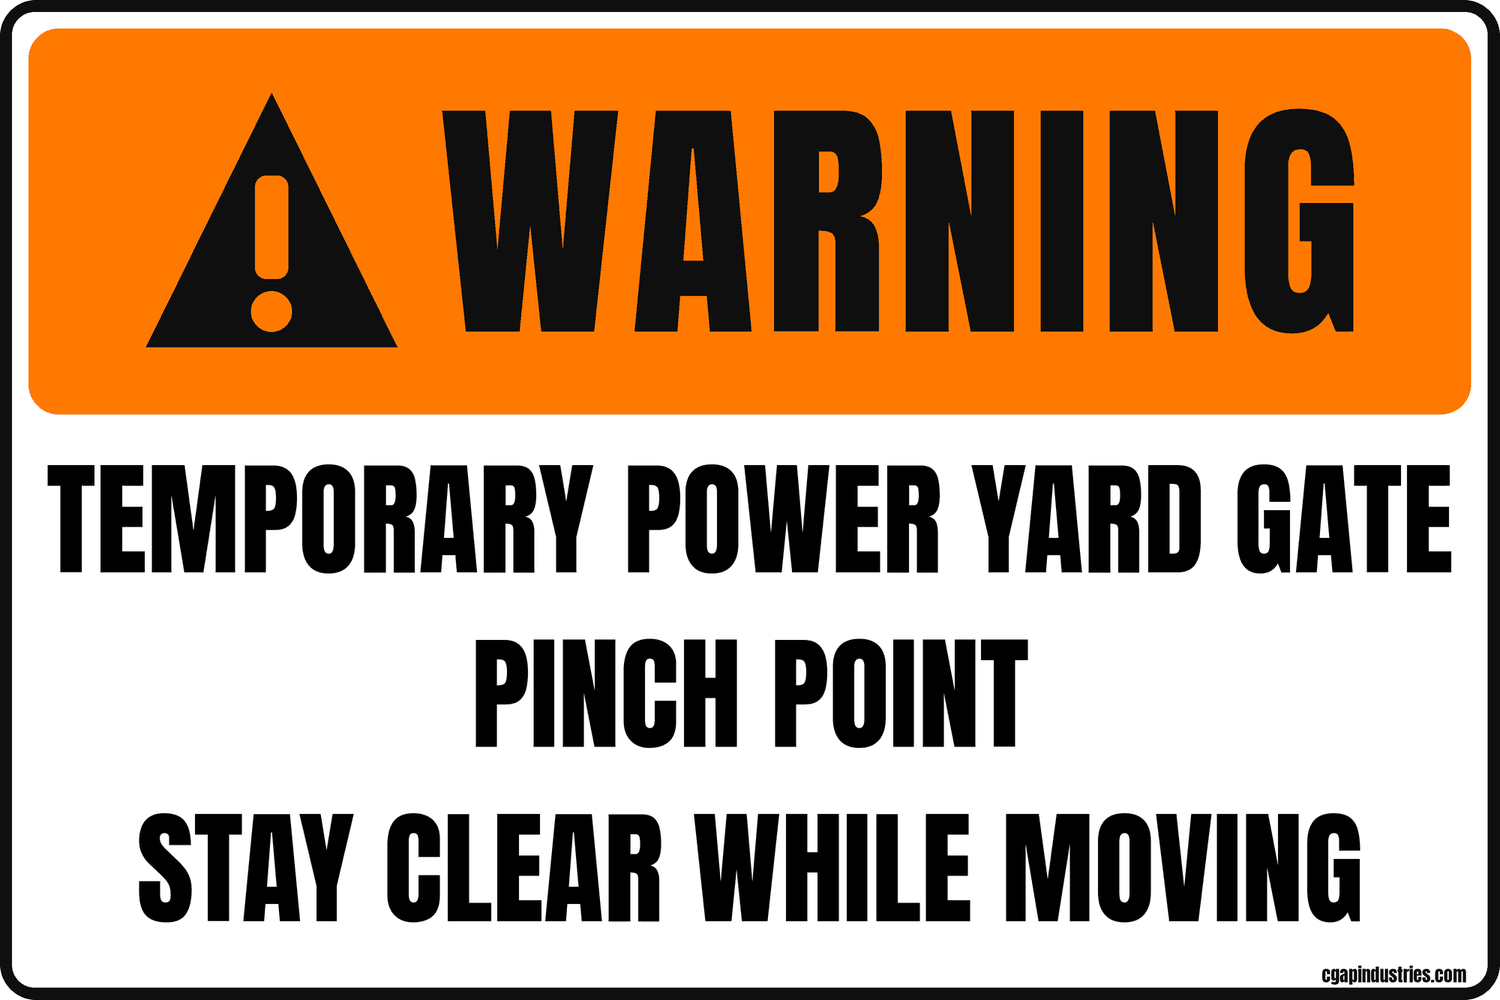 WARNING
TEMPORARY POWER YARD GATE
PINCH POINT
STAY CLEAR WHILE MOVING
cgapindustries.com